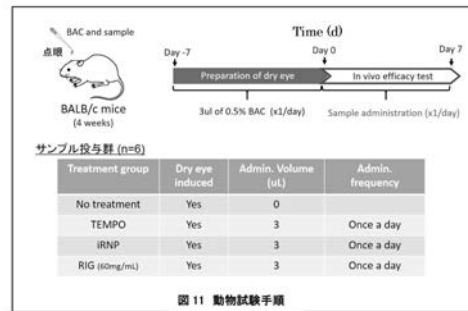 Time (d)
BAC and sample
点眼
Day -7
Day 0
7
Preparation of dry eye
In vivo efficacy test
BALB/c mice
(4 weeks)
3ul of 0.5% BAC (x1/day)
Sample administration (x1/day)
サンプル投与群 (n=6)
Treatment group
Dry eye induced
Admin. Volume (uL)
Admin. frequency
No treatment Yes 0
TEMPO Yes 3 Once a day
iRNP Yes 3 Once a day
RIG (60mg/mL) Yes 3 Once a day
図 11 動物試験手順